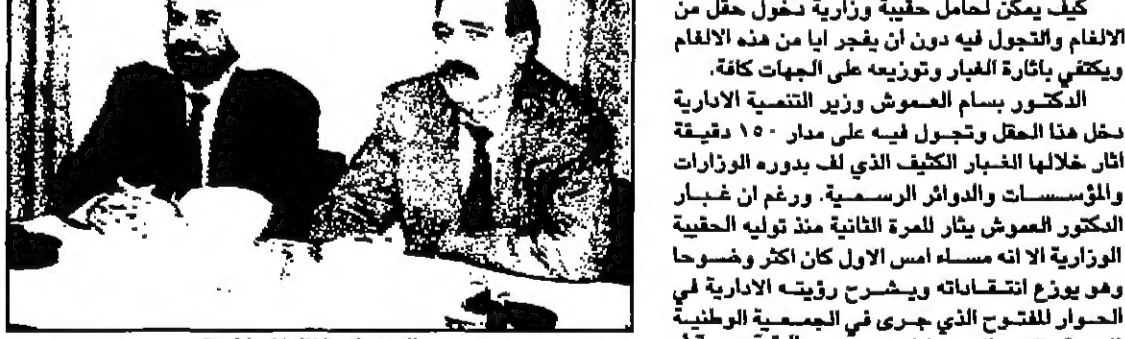 كيف يمكن لحامل حقيبة وزارية دخول حقل من
الالغام والتجول فيه دون ان يفجر ايا من هذه الالغام
ويكتفي باثارة الغبار وتوزيعه على الجهات كافة.
الدكتور بسام العموش وزير التنمية الادارية
دخل هذا الحقل وتجول فيه على مدار ١٥٠ دقيقة
اثار خلالها الغبار الكثيف الذي لف بدوره الوزارات
والمؤسسات والدوائر الرسمية. ورغم ان غبار
الدكتور العموش يثار للمرة الثانية منذ توليه الحقيبة
الوزارية الا انه مساء امس الاول كان اكثر وضوحا
وهو يوزع انتقاداته ويشرح رؤيته الادارية في
الحوار المفتوح الذي جرى في الجمعية الوطنية